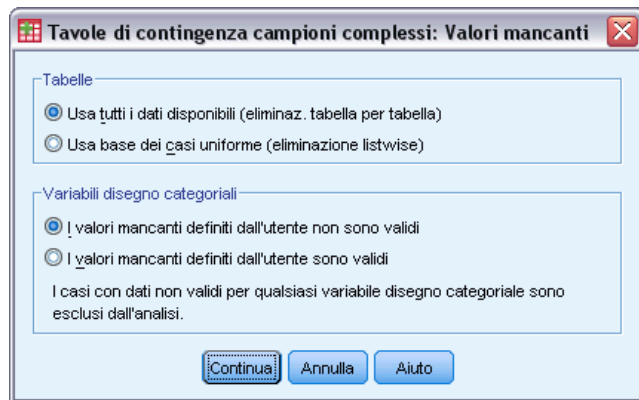 Tavole di contingenza campioni complessi: Valori mancanti
Tabelle
Usa tutti i dati disponibili (eliminaz. tabella per tabella)
Usa base dei casi uniforme (eliminazione listwise)
Variabili disegno categoriali
I valori mancanti definiti dall'utente non sono validi
I valori mancanti definiti dall'utente sono validi
I casi con dati non validi per qualsiasi variabile disegno categoriale sono
esclusi dall'analisi.
Continua Annulla Aiuto